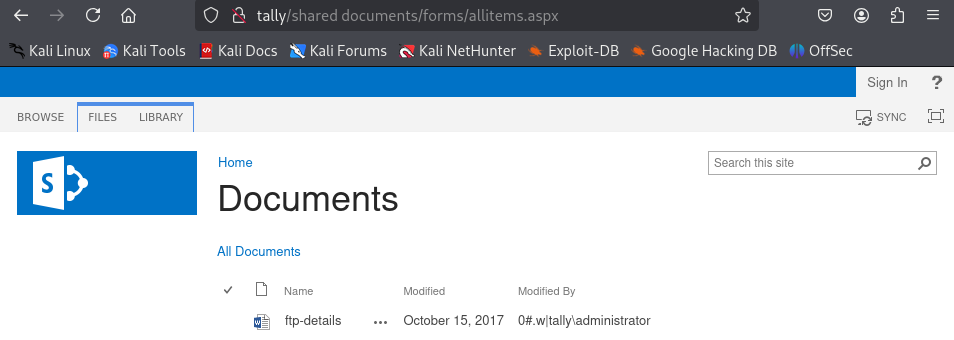 tally/shared documents/forms/allitems.aspx
Kali Linux Kali Tools Kali Docs Kali Forums Kali NetHunter Exploit-DB Google Hacking DB OffSec
Sign In ?
BROWSE FILES LIBRARY SYNC
S
Home
Search this site
Documents
All Documents
Name Modified Modified By
ftp-details ... October 15, 2017 0#.w|tally\administrator